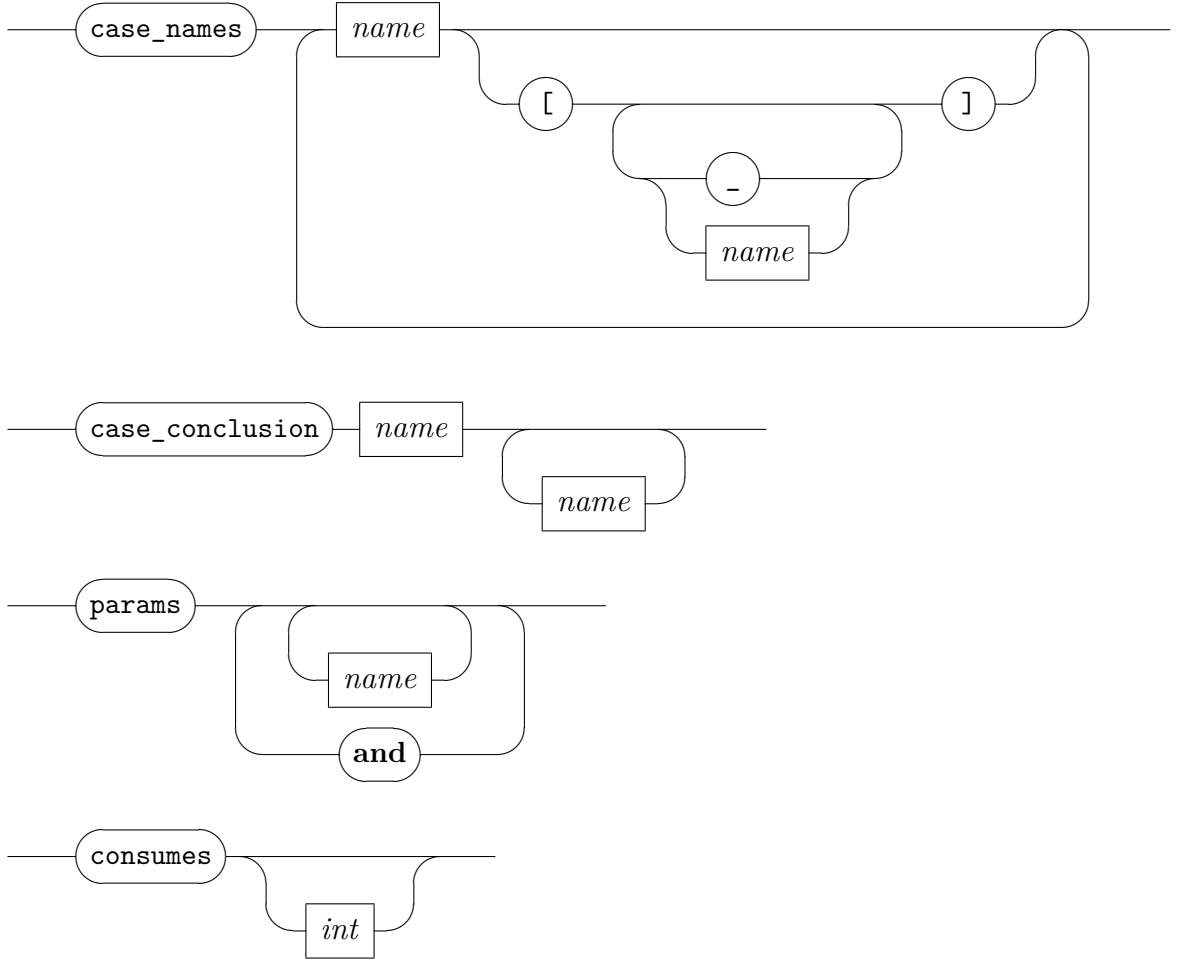 case_names name
[ ]
_
name
case_conclusion name
name
params
name
and
consumes
int